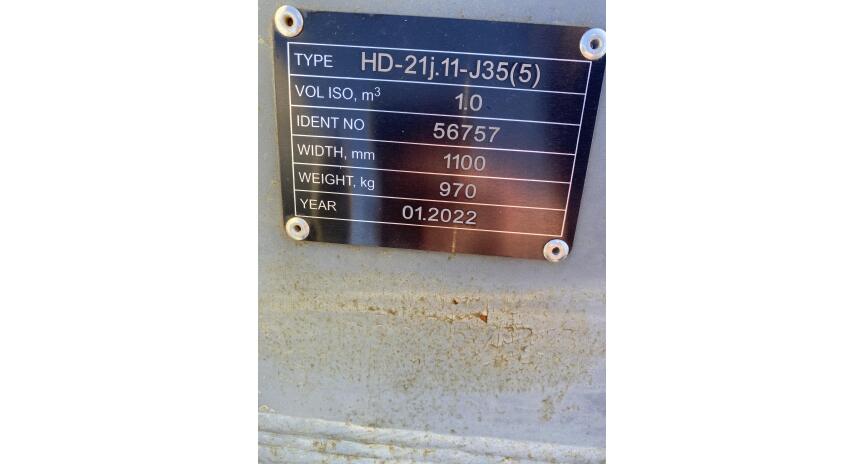 TYPE HD-21j.11-J35(5)
VOL ISO, m³ 1.0
IDENT NO 56757
WIDTH, mm 1100
WEIGHT, kg 970
YEAR 01.2022